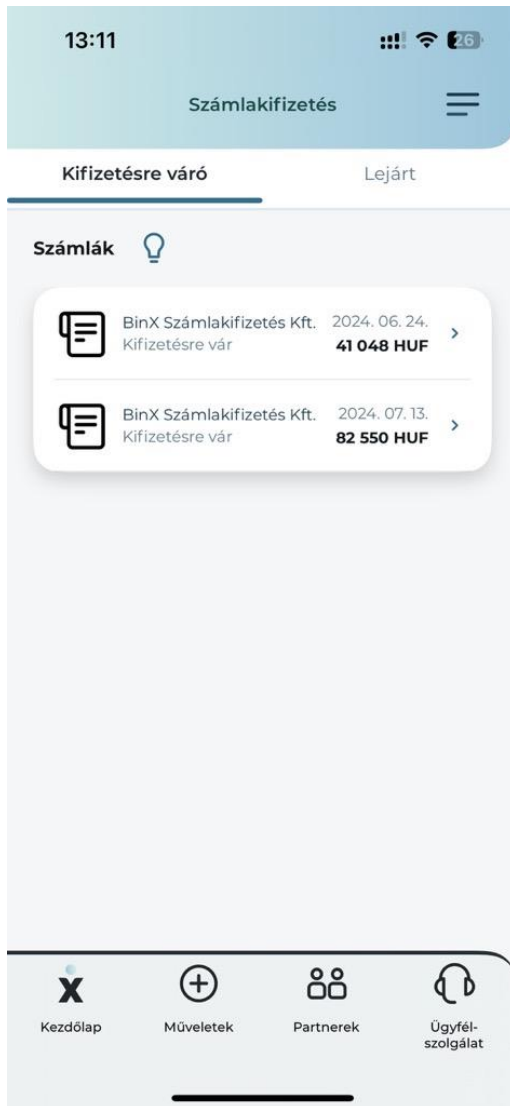 13:11
26
Számlakifizetés
Kifizetésre váró
Lejárt
Számlák
BinX Számlakifizetés Kft. 2024. 06. 24.
Kifizetésre vár 41 048 HUF
BinX Számlakifizetés Kft. 2024. 07. 13.
Kifizetésre vár 82 550 HUF
Kezdőlap
Műveletek
Partnerek
Ügyfél-
szolgálat